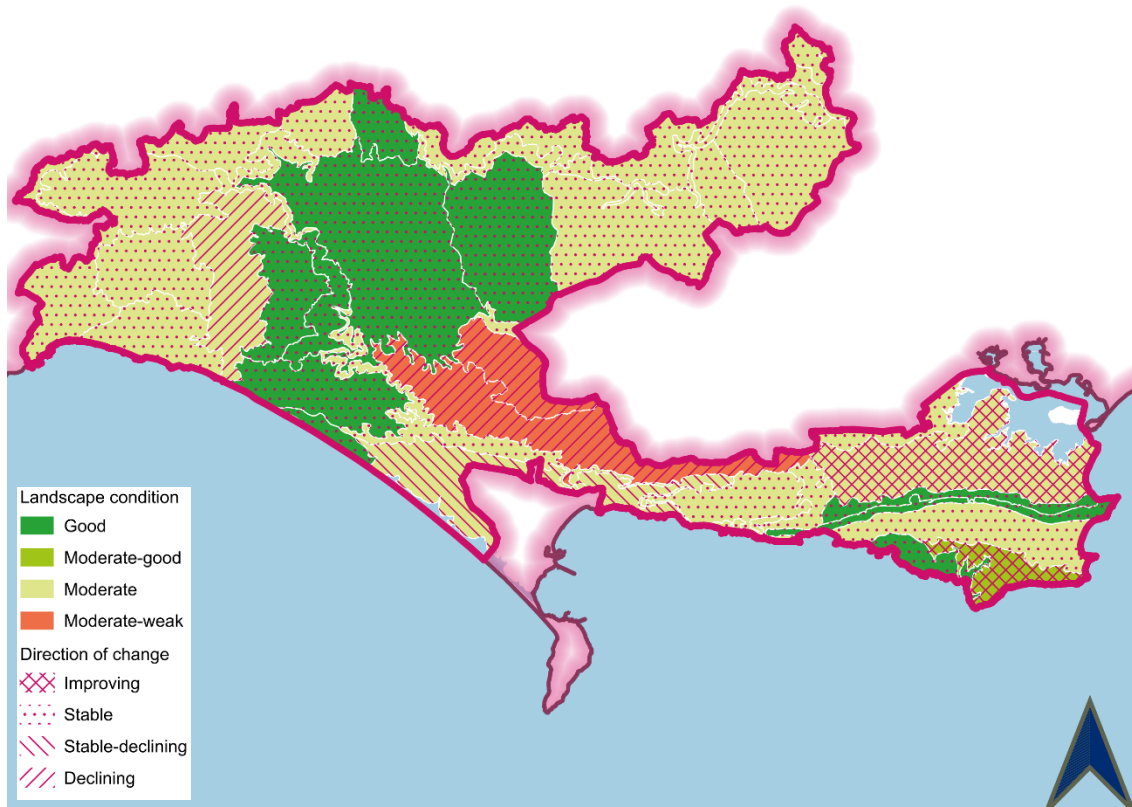 Landscape condition
Good
Moderate-good
Moderate
Moderate-weak
Direction of change
Improving
Stable
Stable-declining
Declining